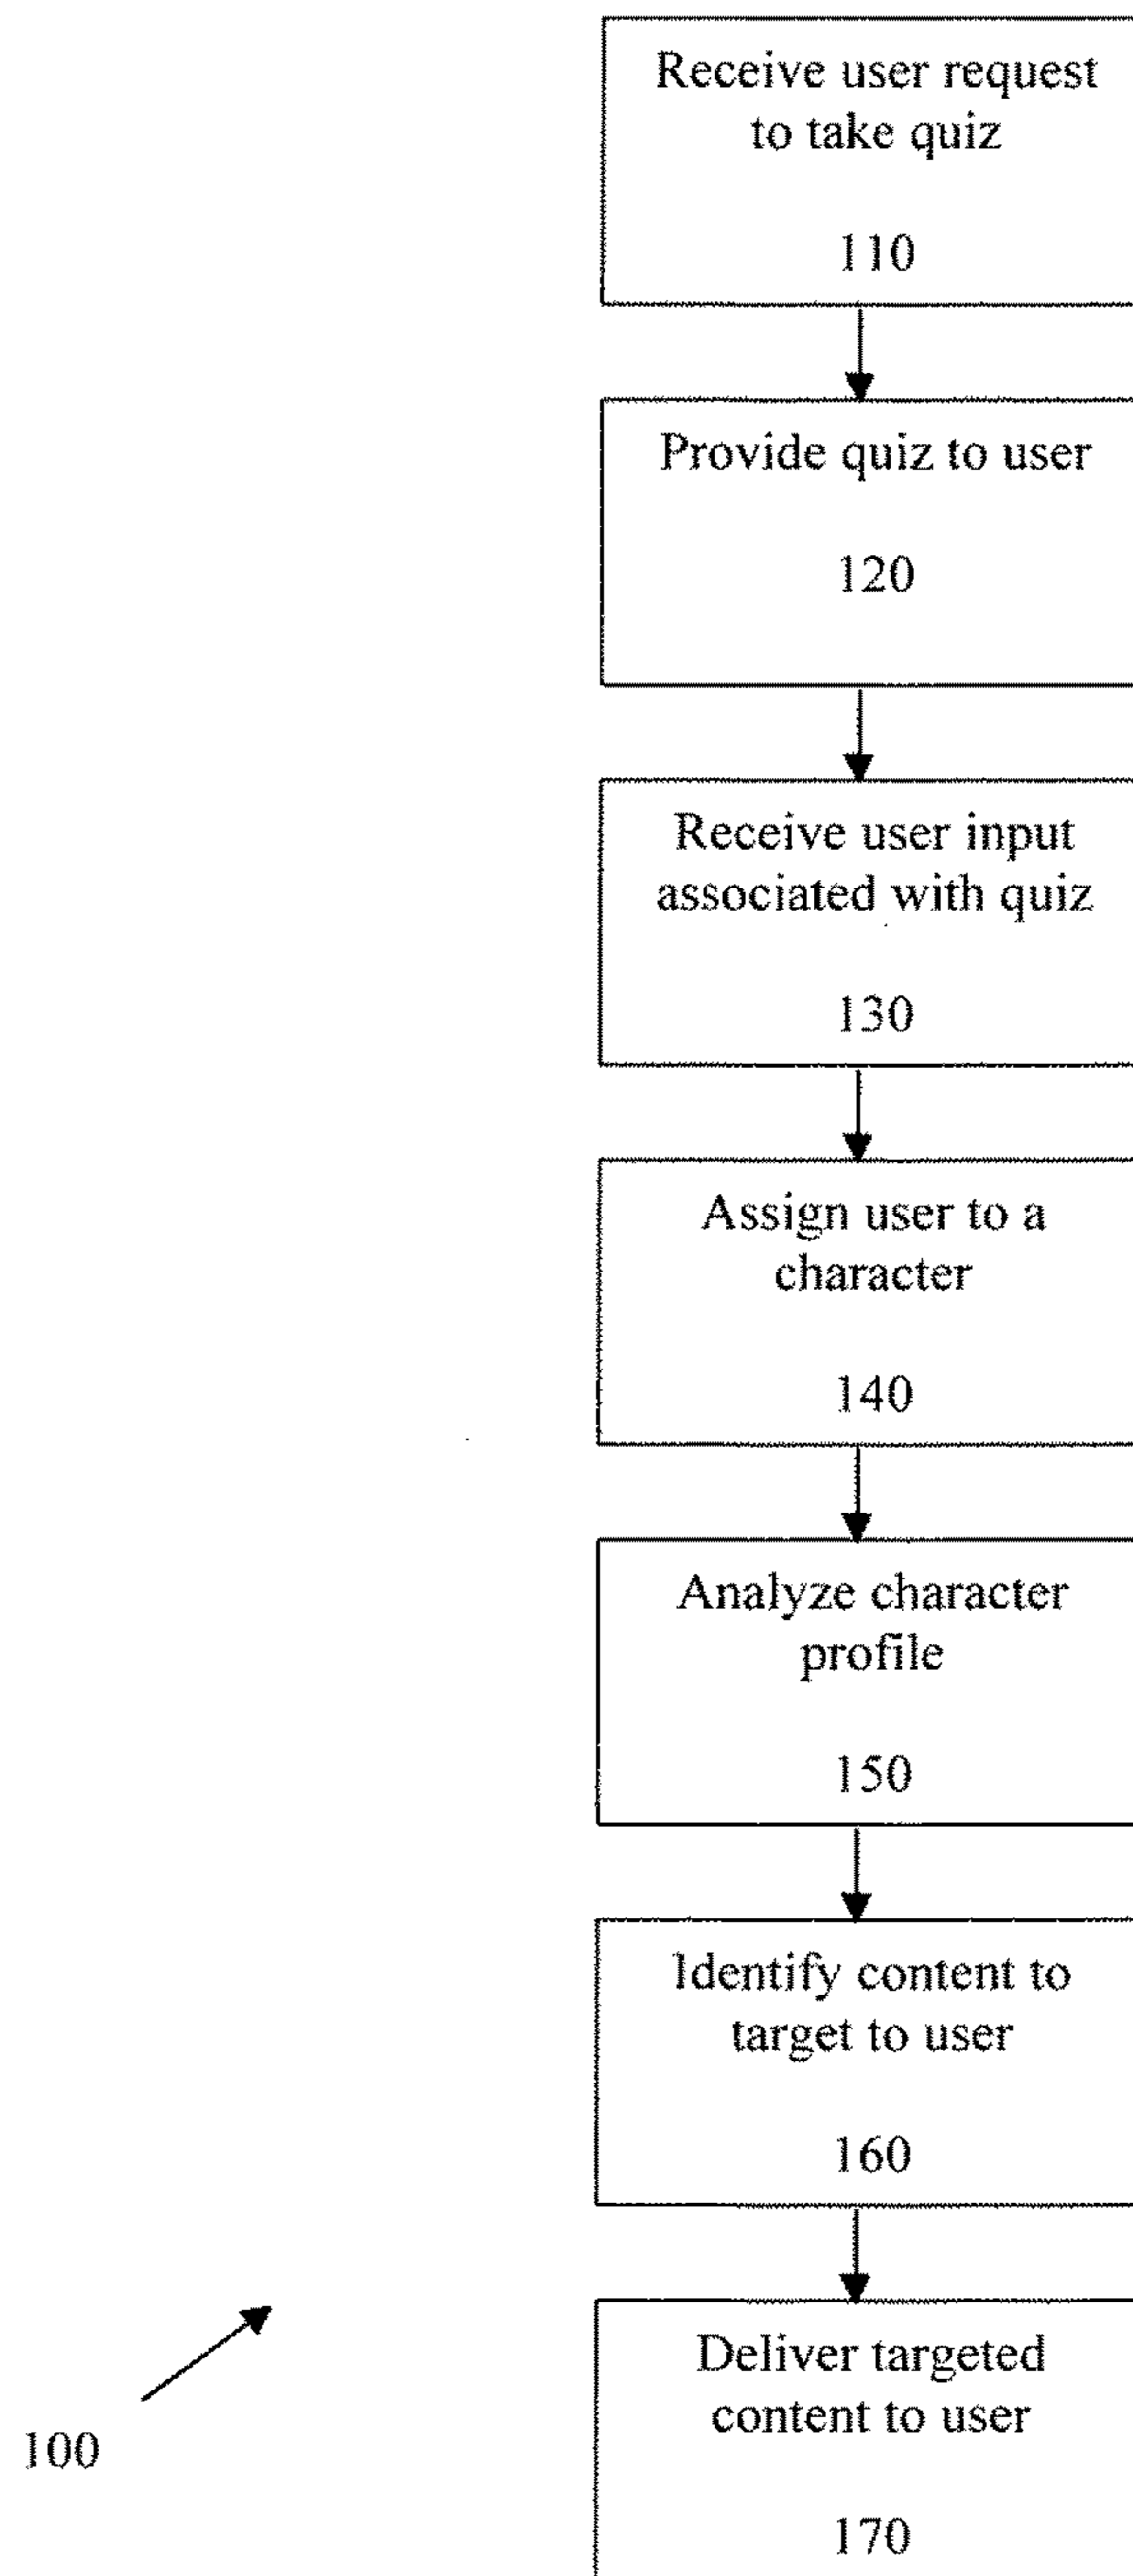 Receive user request
to take quiz
110
Provide quiz to user
120
Receive user input
associated with quiz
130
Assign user to a
character
140
Analyze character
profile
150
Identify content to
target to user
160
Deliver targeted
content to user
170
100